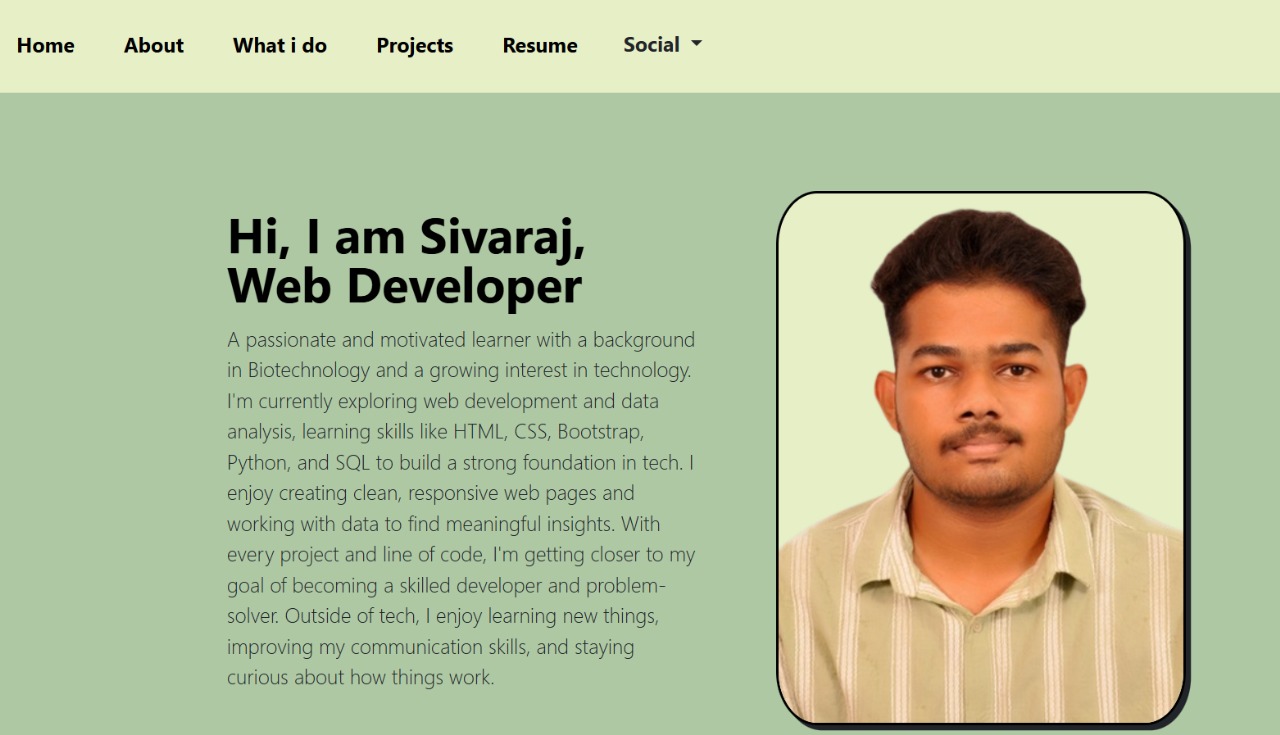 Home About What i do Projects Resume Social
Hi, I am Sivaraj,
Web Developer
A passionate and motivated learner with a background
in Biotechnology and a growing interest in technology.
I'm currently exploring web development and data
analysis, learning skills like HTML, CSS, Bootstrap,
Python, and SQL to build a strong foundation in tech. I
enjoy creating clean, responsive web pages and
working with data to find meaningful insights. With
every project and line of code, I'm getting closer to my
goal of becoming a skilled developer and problem-
solver. Outside of tech, I enjoy learning new things,
improving my communication skills, and staying
curious about how things work.